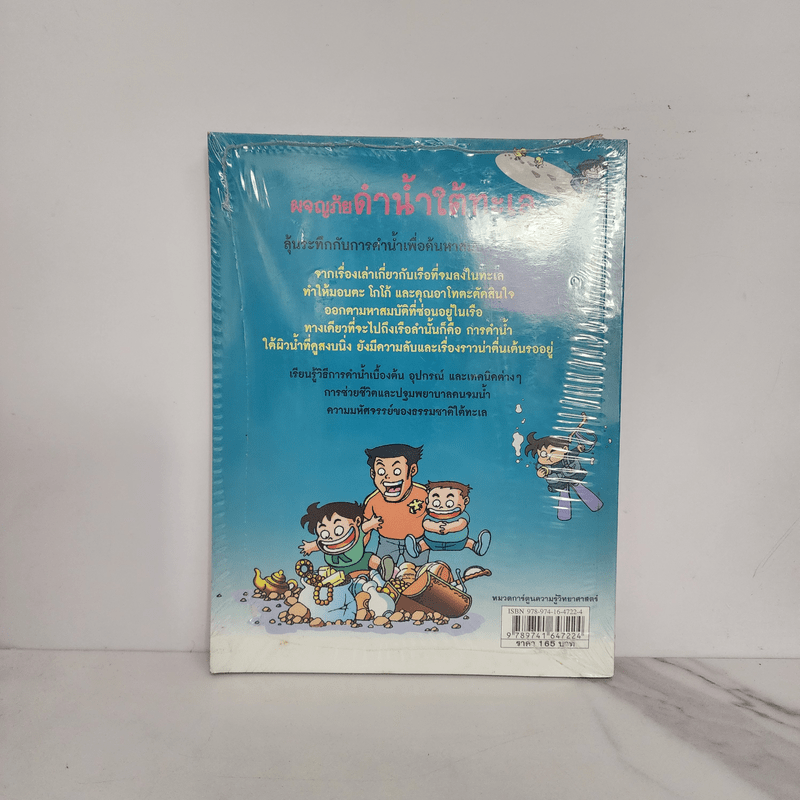 ผจญภัยดำน้ำใต้ทะเล
ลุ้นระทึกกับการดำน้ำเพื่อค้นหา
จากเรื่องเล่าเกี่ยวกับเรือที่จมลงในทะเล
ทำให้มอนตะ โกโก้ และคุณอาโทตะตัดสินใจ
ออกตามหาสมบัติที่ซ่อนอยู่ในเรือ
ทางเดียวที่จะไปถึงเรือลำนั้นก็คือ การดำน้ำ
ใต้ผิวน้ำที่ดูสงบนิ่ง ยังมีความลับและเรื่องราวน่าตื่นเต้นรออยู่
เรียนรู้วิธีการดำน้ำเบื้องต้น อุปกรณ์ และเทคนิคต่างๆ
การช่วยชีวิตและปฐมพยาบาลคนจมน้ำ
ความมหัศจรรย์ของธรรมชาติใต้ทะเล
หมวดการ์ตูนความรู้วิทยาศาสตร์
ISBN 978-974-16-4722-4
9 789741 647224
ราคา 165 บาท